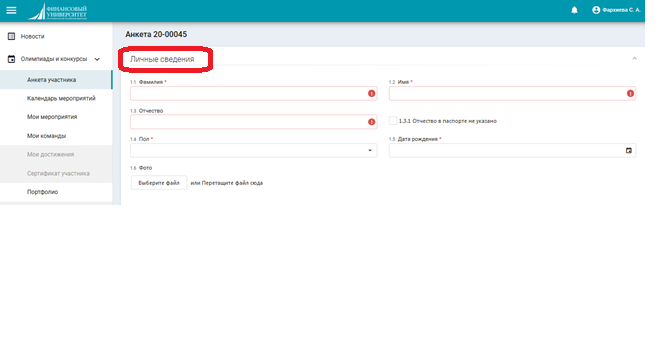 ФИНАНСОВЫЙ
УНИВЕРСИТЕТ
Фарзиева С. А.
Новости
Олимпиады и конкурсы
Анкета участника
Календарь мероприятий
Мои мероприятия
Мои команды
Мои достижения
Сертификат участника
Портфолио
Анкета 20-00045
Личные сведения
1.1 Фамилия *
1.2 Имя *
1.3 Отчество
1.3.1 Отчество в паспорте не указано
1.4 Пол *
1.5 Дата рождения *
1.6 Фото
Выберите файл или Перетащите файл сюда